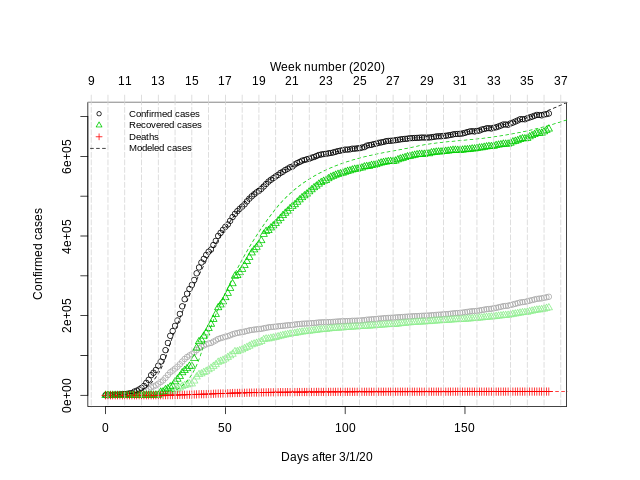 Week number (2020)
9 11 13 15 17 19 21 23 25 27 29 31 33 35 37
Confirmed cases
Recovered cases
Deaths
Modeled cases
Confirmed cases
6e+05
4e+05
2e+05
0e+00
0 50 100 150
Days after 3/1/20